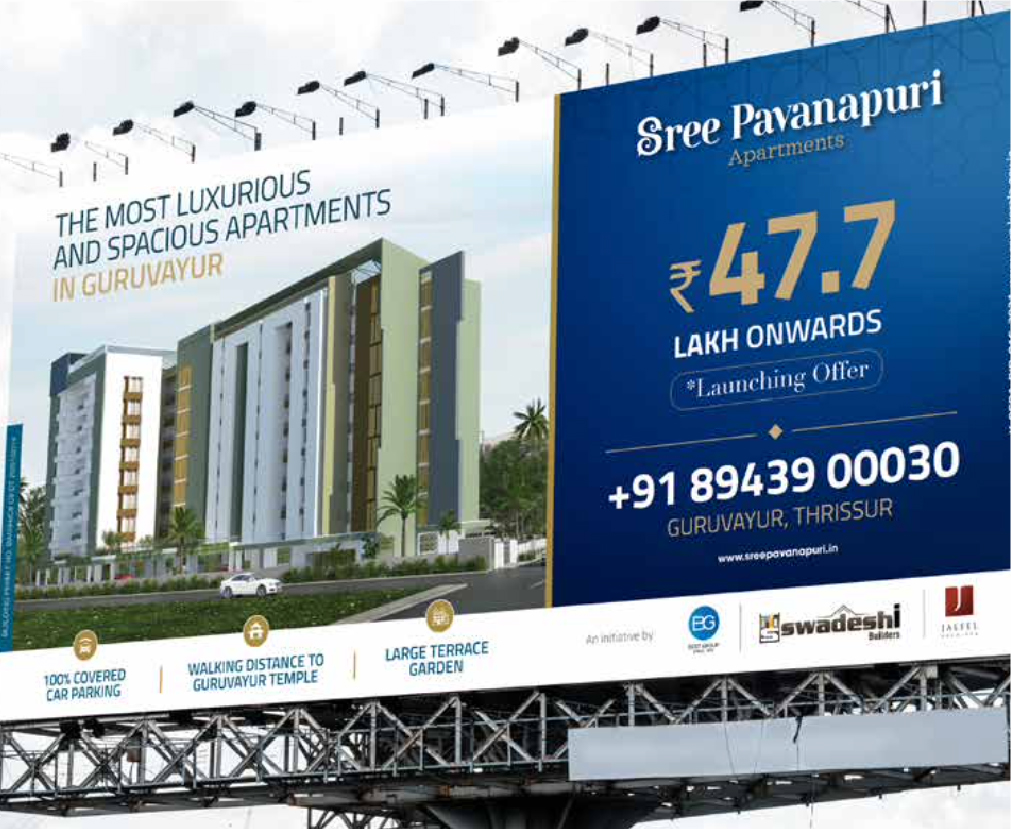 THE MOST LUXURIOUS
AND SPACIOUS APARTMENTS
IN GURUVAYUR
Sree Pavanapuri
Apartments
₹47.7
LAKH ONWARDS
*Launching Offer
+91 89439 00030
GURUVAYUR, THRISSUR
www.sreepavanapuri.in
100% COVERED
CAR PARKING
WALKING DISTANCE TO
GURUVAYUR TEMPLE
LARGE TERRACE
GARDEN
An initiative by
swadeshi
Builders